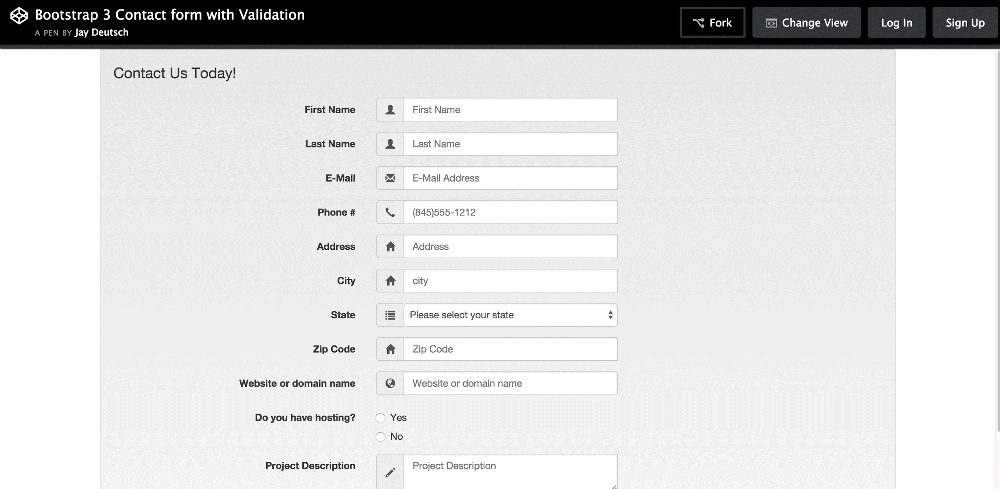 Bootstrap 3 Contact form with Validation
A PEN BY Jay Deutsch
Fork
Change View
Log In
Sign Up
Contact Us Today!
First Name
First Name
Last Name
Last Name
E-Mail
E-Mail Address
Phone #
(845)555-1212
Address
Address
City
city
State
Please select your state
Zip Code
Zip Code
Website or domain name
Website or domain name
Do you have hosting?
Yes
No
Project Description
Project Description